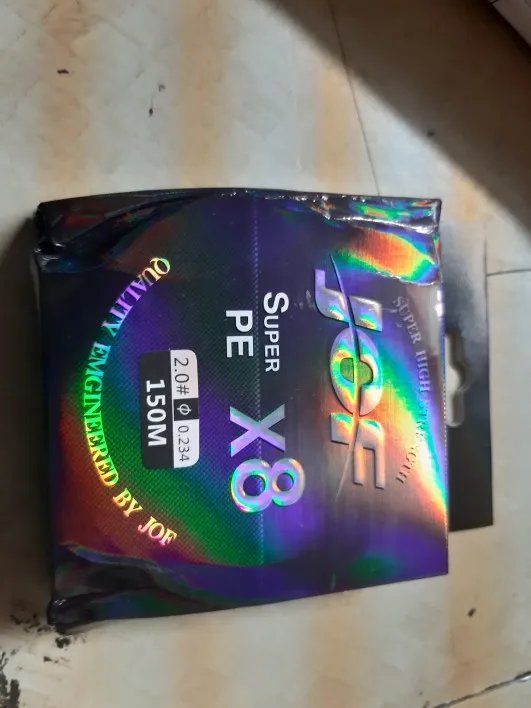 SUPER HIGH STRENGTH
JOF
SUPER
PE
X8
2.0# Φ 0.234
150M
QUALITY EMGINEERED BY JOF